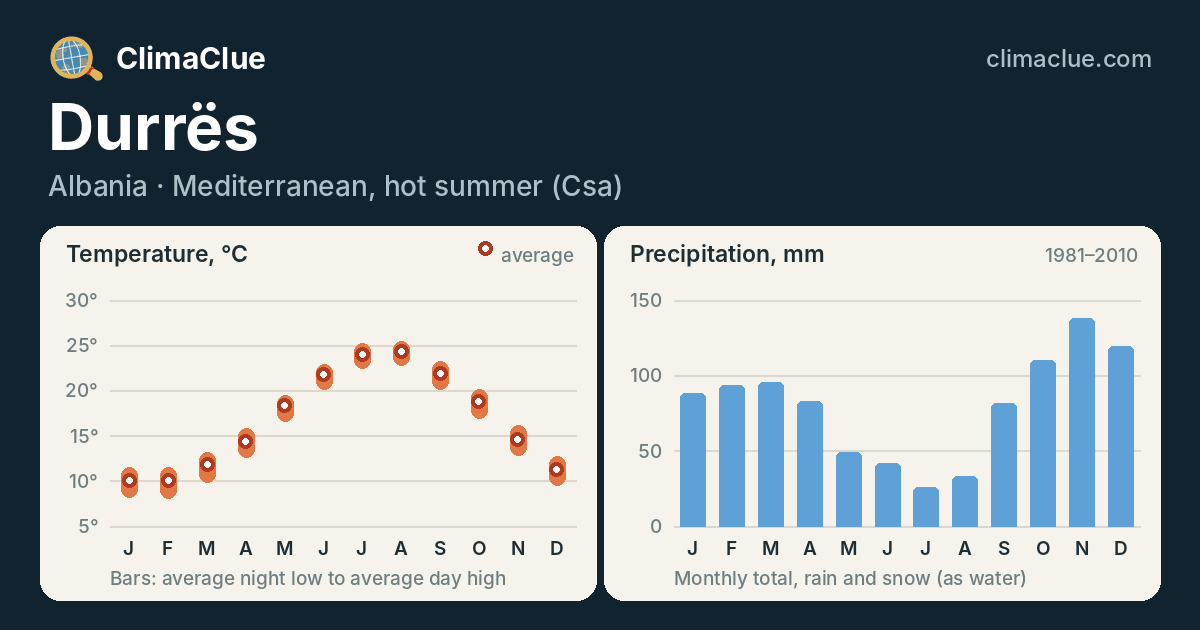 ClimaClue
climaclue.com
Durrës
Albania · Mediterranean, hot summer (Csa)
Temperature, °C
average
30°
25°
20°
15°
10°
5°
J F M A M J J A S O N D
Bars: average night low to average day high
Precipitation, mm
1981–2010
150
100
50
0
J F M A M J J A S O N D
Monthly total, rain and snow (as water)